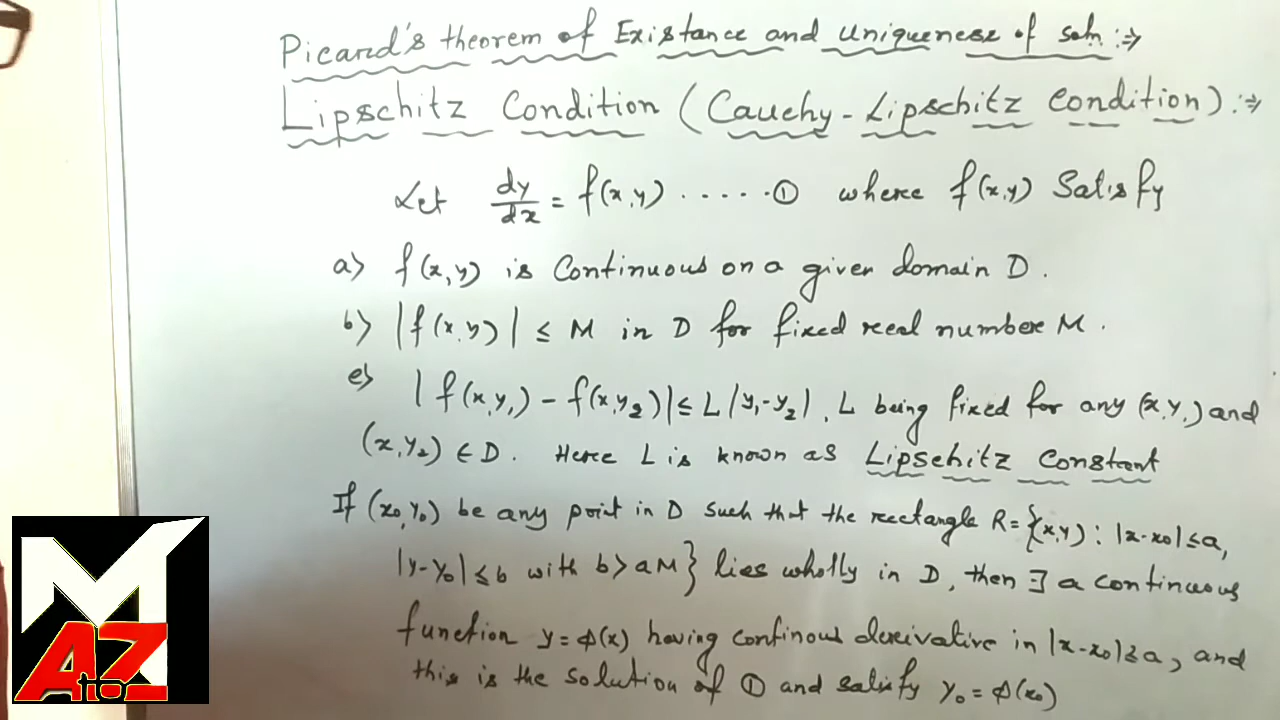 Picard's theorem of Existance and Uniqueness of soln :⇒
Lipschitz Condition (Cauchy-Lipschitz condition) :⇒
Let dy/dx = f(x,y) ......① where f(x,y) Satisfy
a) f(x,y) is Continuous on a given domain D.
b) |f(x,y)| ≤ M in D for fixed real number M.
c) |f(x,y₁) - f(x,y₂)| ≤ L|y₁-y₂|, L being fixed for any (x,y₁) and
(x,y₂) ∈ D. Here L is known as Lipschitz Constant
If (x₀,y₀) be any point in D such that the rectangle R = {(x,y) : |x-x₀| ≤ a,
|y-y₀| ≤ b with b > aM} lies wholly in D, then ∃ a continuous
function y = φ(x) having continous derivative in |x-x₀| ≤ a, and
this is the solution of ① and satisfy y₀ = φ(x₀)
M
AtoZ